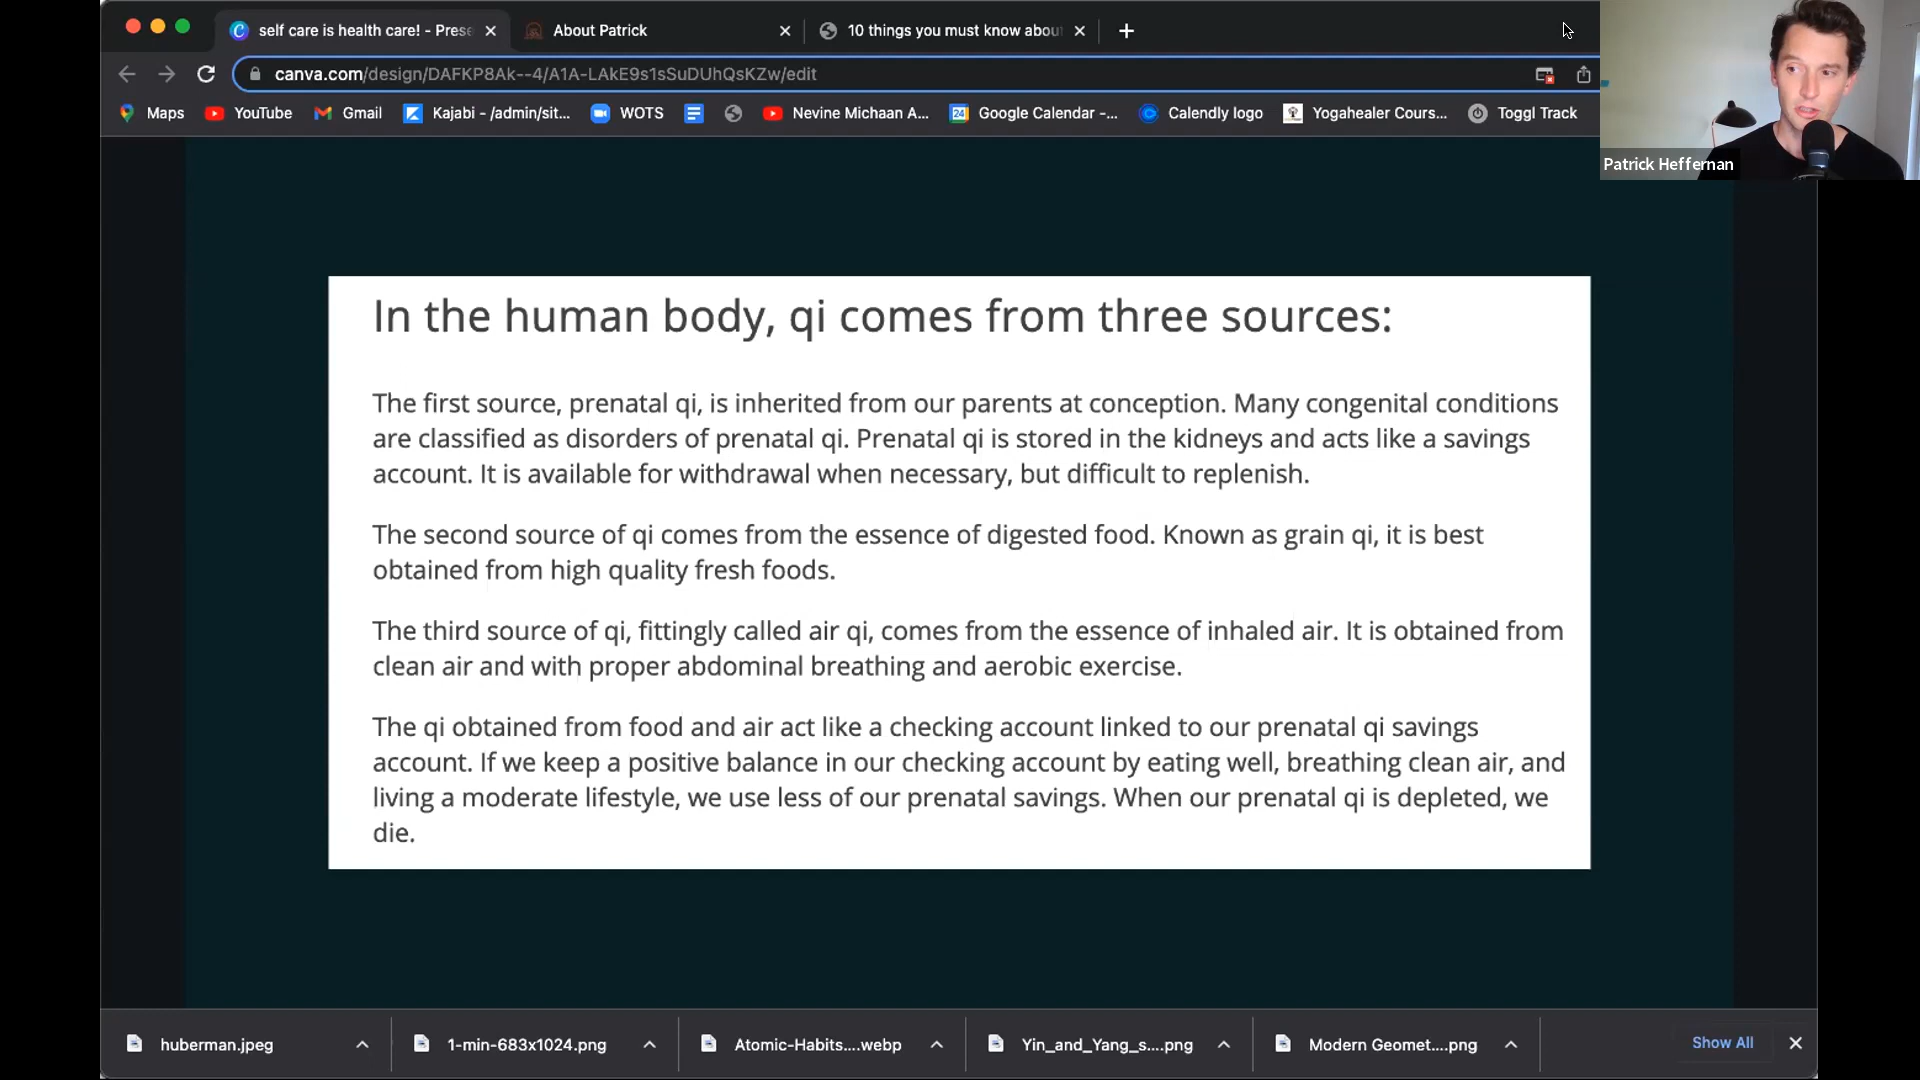 self care is health care! - Prese
About Patrick
10 things you must know abou
canva.com/design/DAFKP8Ak--4/A1A-LAkE9s1sSuDUhQsKZw/edit
Maps
YouTube
Gmail
Kajabi - /admin/sit...
WOTS
Nevine Michaan A...
24
Google Calendar -...
Calendly logo
Yogahealer Cours...
Toggl Track
Patrick Heffernan
In the human body, qi comes from three sources:
The first source, prenatal qi, is inherited from our parents at conception. Many congenital conditions
are classified as disorders of prenatal qi. Prenatal qi is stored in the kidneys and acts like a savings
account. It is available for withdrawal when necessary, but difficult to replenish.
The second source of qi comes from the essence of digested food. Known as grain qi, it is best
obtained from high quality fresh foods.
The third source of qi, fittingly called air qi, comes from the essence of inhaled air. It is obtained from
clean air and with proper abdominal breathing and aerobic exercise.
The qi obtained from food and air act like a checking account linked to our prenatal qi savings
account. If we keep a positive balance in our checking account by eating well, breathing clean air, and
living a moderate lifestyle, we use less of our prenatal savings. When our prenatal qi is depleted, we
die.
huberman.jpeg
1-min-683x1024.png
Atomic-Habits....webp
Yin_and_Yang_s....png
Modern Geomet....png
Show All